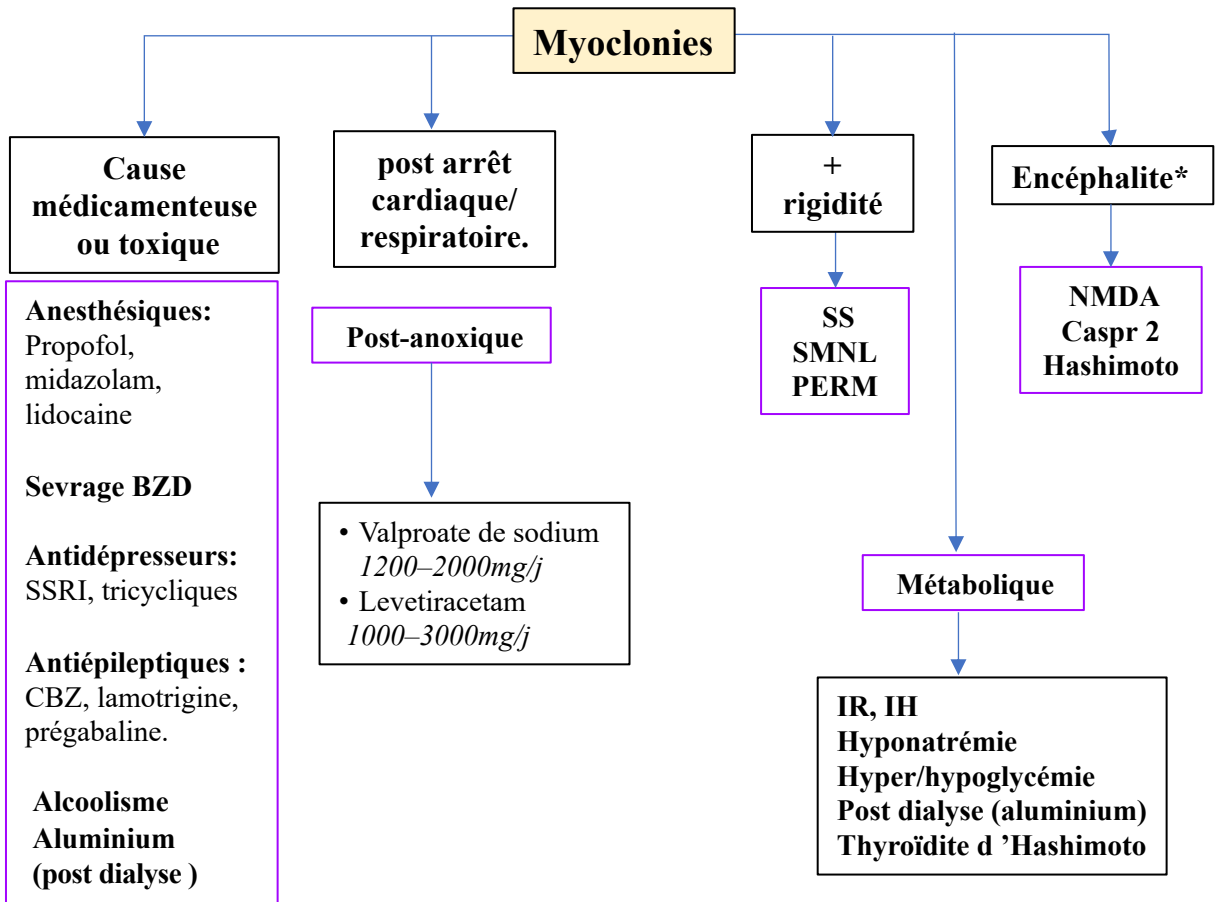 Myoclonies
Cause
médicamenteuse
ou toxique
Anesthésiques:
Propofol,
midazolam,
lidocaine
Sevrage BZD
Antidépresseurs:
SSRI, tricycliques
Antiépileptiques :
CBZ, lamotrigine,
prégabaline.
Alcoolisme
Aluminium
(post dialyse )
post arrêt
cardiaque/
respiratoire.
Post-anoxique
• Valproate de sodium
1200–2000mg/j
• Levetiracetam
1000–3000mg/j
+
rigidité
SS
SMNL
PERM
Métabolique
IR, IH
Hyponatrémie
Hyper/hypoglycémie
Post dialyse (aluminium)
Thyroïdite d ’Hashimoto
Encéphalite*
NMDA
Caspr 2
Hashimoto